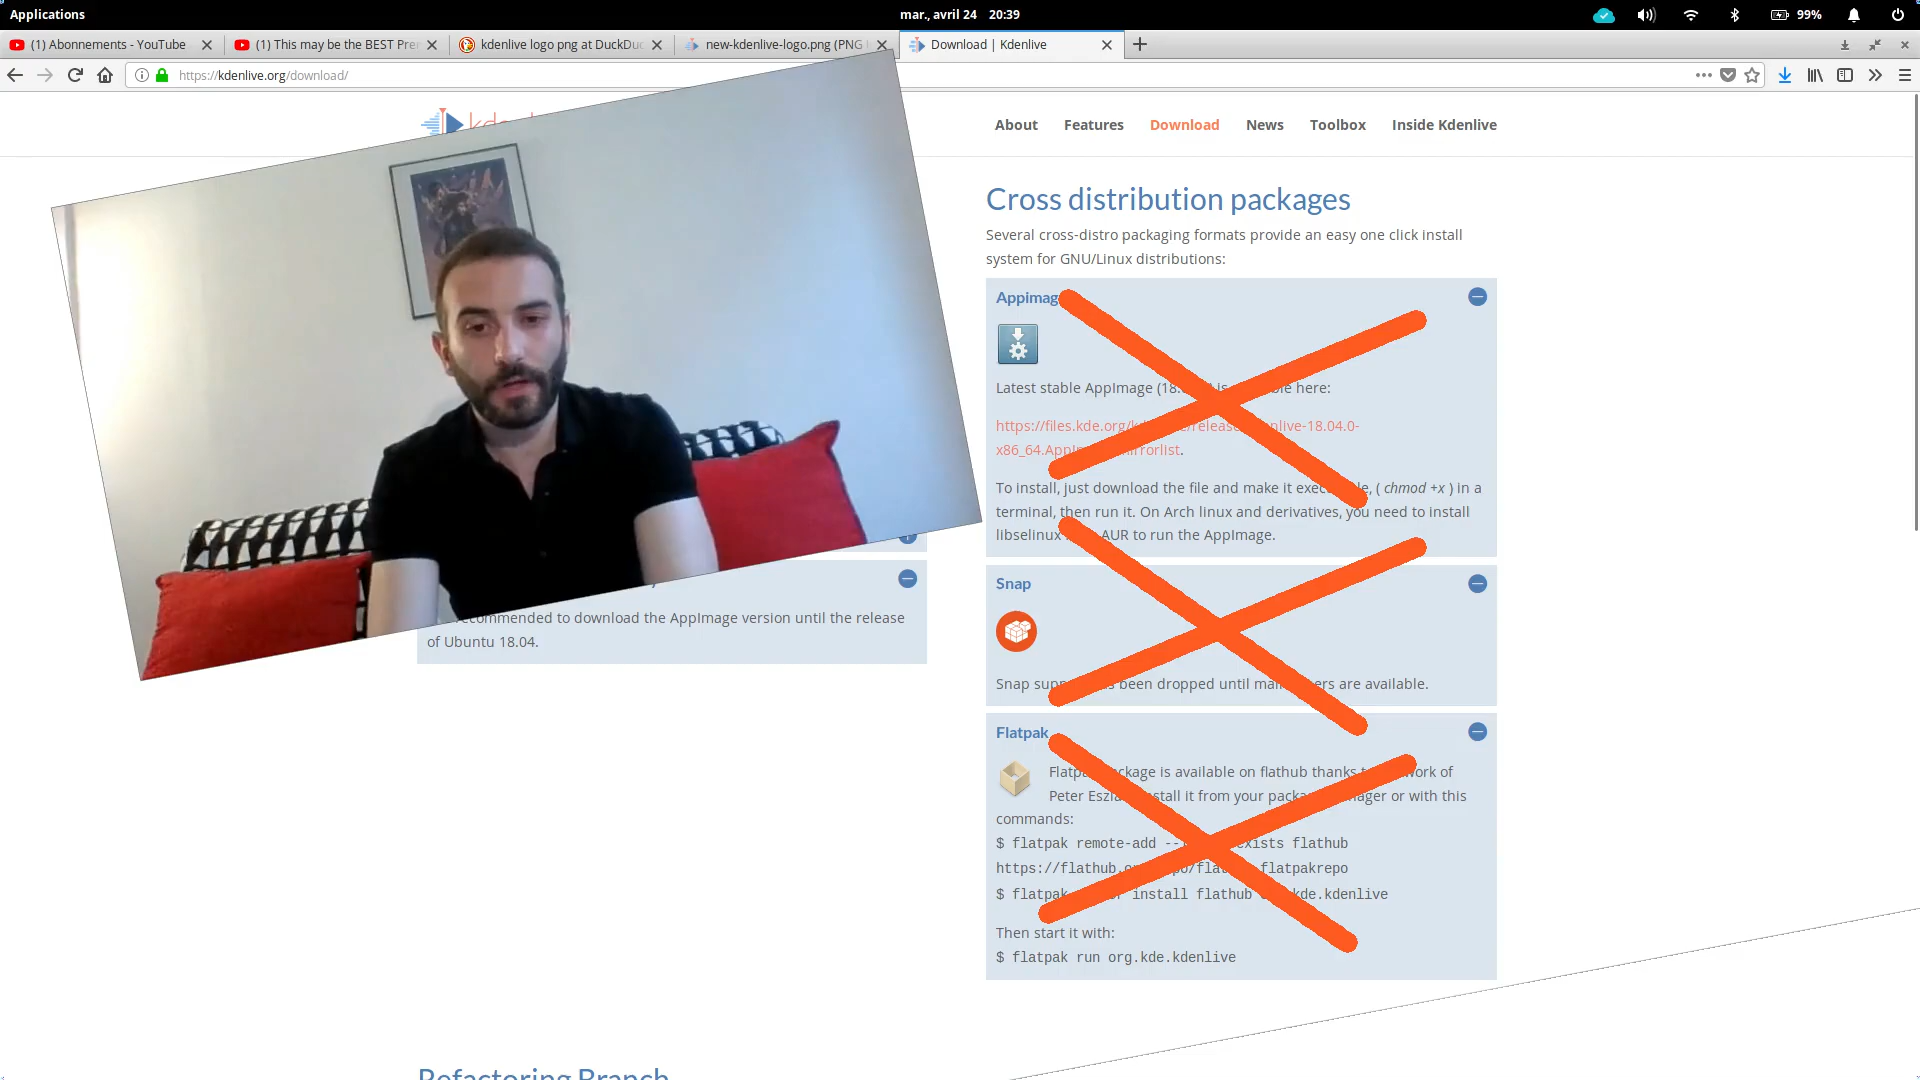 Applications
mar., avril 24 20:39
99%
(1) Abonnements - YouTube
(1) This may be the BEST Pre
kdenlive logo png at DuckDu
new-kdenlive-logo.png (PNG
Download | Kdenlive
https://kdenlive.org/download/
About Features Download News Toolbox Inside Kdenlive
commended to download the AppImage version until the release
of Ubuntu 18.04.
Cross distribution packages
Several cross-distro packaging formats provide an easy one click install
system for GNU/Linux distributions:
Appimag
Latest stable AppImage (18. is here:
https://files.kde.org/ /release nlive-18.04.0-
x86_64.App rrorlist.
To install, just download the file and make it exec le, ( chmod +x ) in a
terminal, then run it. On Arch linux and derivatives, you need to install
libselinux AUR to run the AppImage.
Snap
Snap sup been dropped until mai ers are available.
Flatpak
Flatp ckage is available on flathub thanks work of
Peter Eszla stall it from your packa ager or with this
commands:
$ flatpak remote-add -- exists flathub
https://flathub.o po/fla flatpakrepo
$ flatpak install flathub kde.kdenlive
Then start it with:
$ flatpak run org.kde.kdenlive
Refactoring Branch